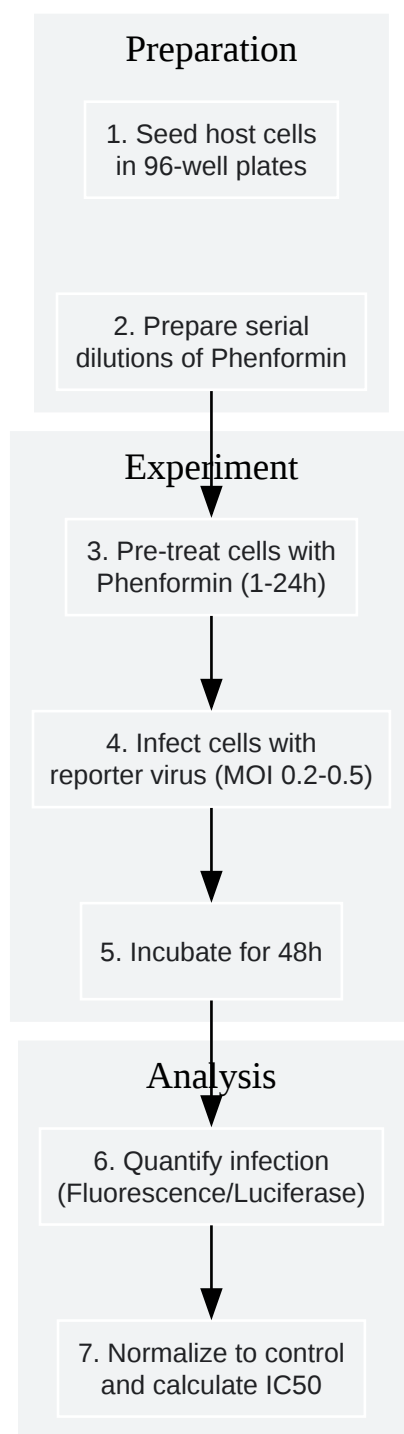 Preparation
1. Seed host cells
in 96-well plates
2. Prepare serial
dilutions of Phenformin
Experiment
3. Pre-treat cells with
Phenformin (1-24h)
4. Infect cells with
reporter virus (MOI 0.2-0.5)
5. Incubate for 48h
Analysis
6. Quantify infection
(Fluorescence/Luciferase)
7. Normalize to control
and calculate IC50